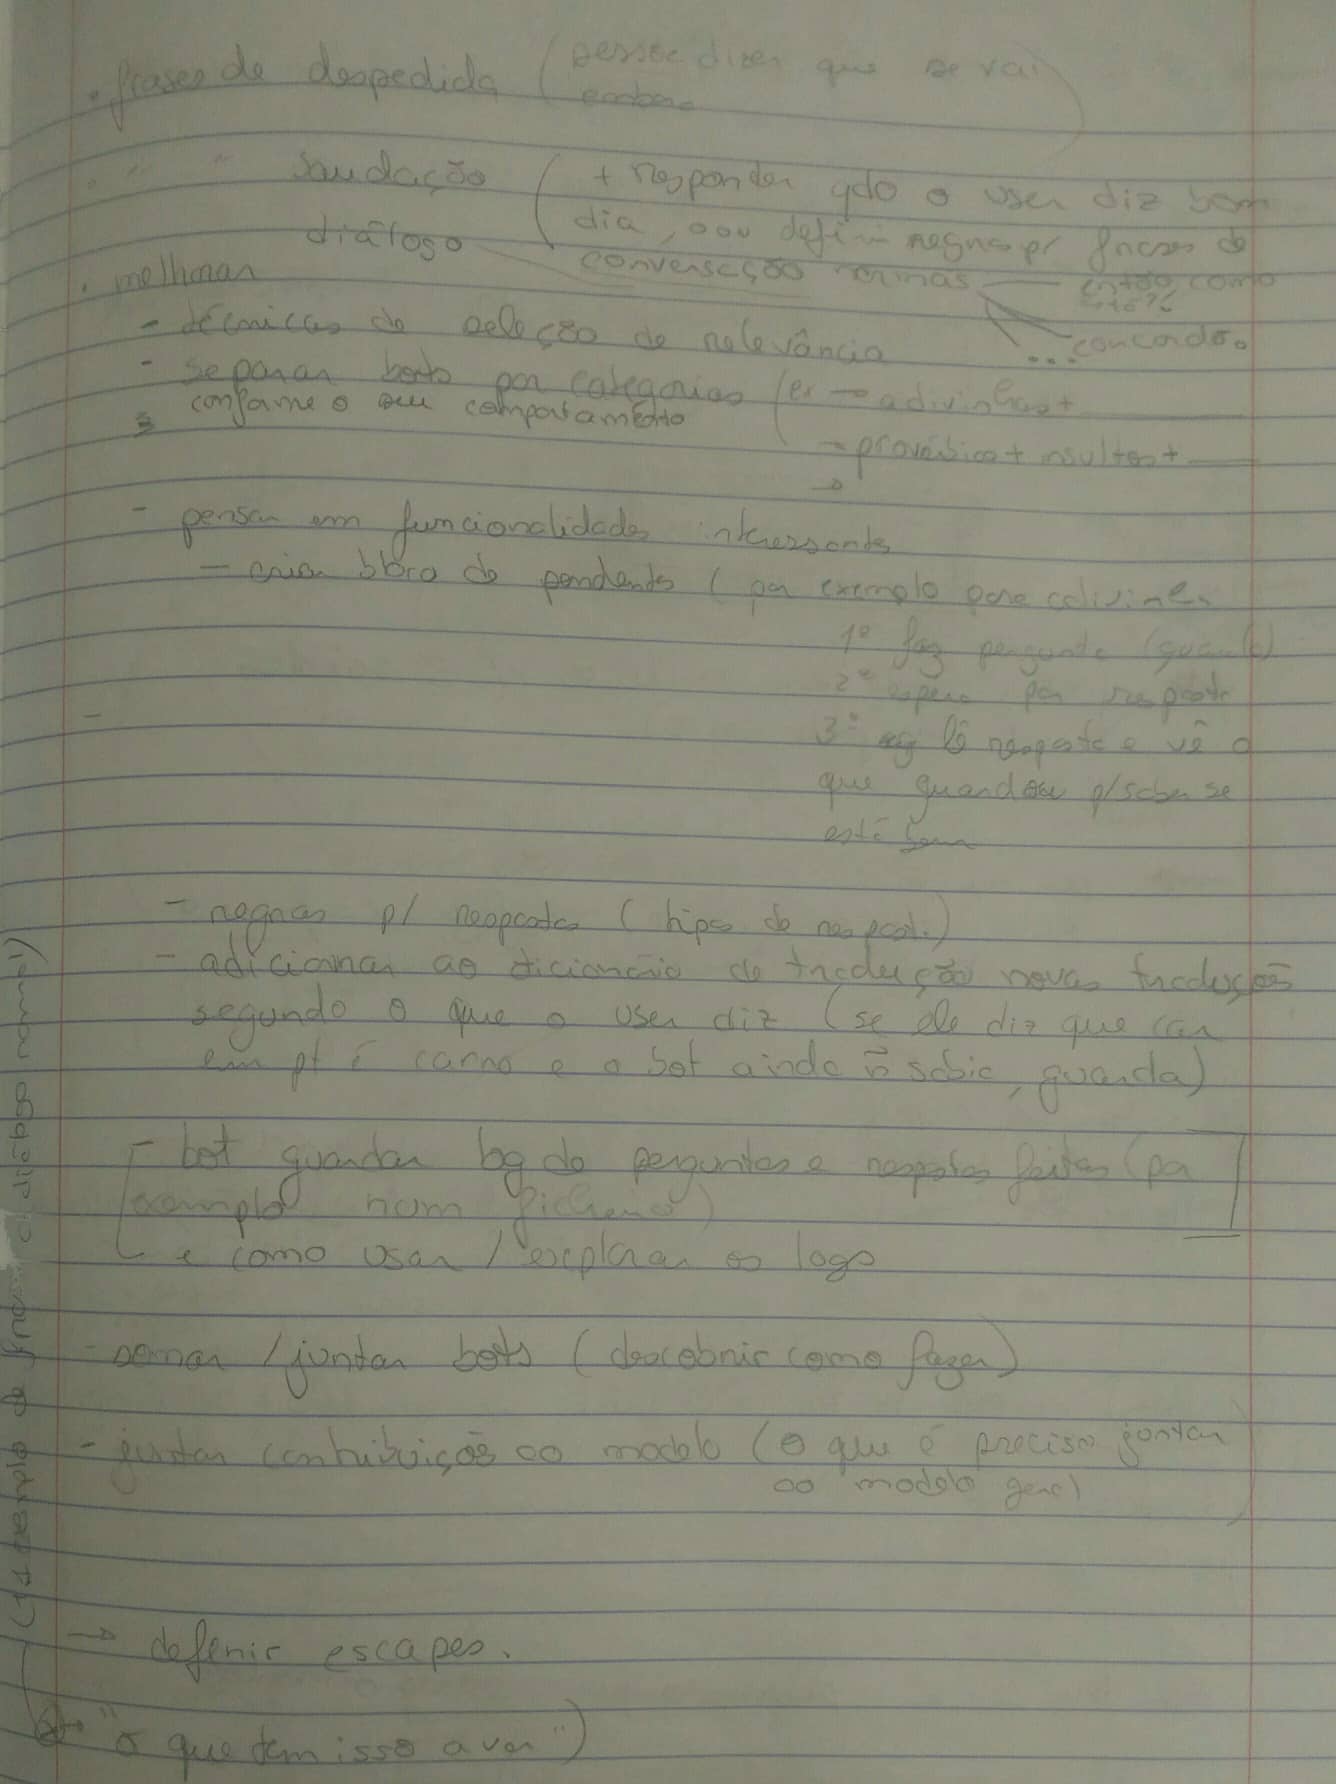 . frases de despedida (pessoa dizer que se vai
embora)
. " " saudação ( + responder qdo o user diz bom
diálogo dia, ou definir regras p/ frases de
conversação normais — então como
estás?
. melhorar
... concordo.
- técnicas de seleção de relevância
- separar bots por categorias (ex → adivinhas +
conforme o seu comportamento
→ provérbios + insultos + ——
→
- pensar em funcionalidades interessantes
- criar bloco de pendentes ( por exemplo para adivinhas
1º faz pergunta (guarda)
2º espera por resposta
3º lê resposta e vê o
que guardou p/ saber se
está bem
- regras p/ respostas ( tipos de respost.)
- adicionar ao dicionário de tradução novas traduções
segundo o que o user diz (se ele diz que car
em pt é carro e o bot ainda ñ sabia, guarda)
- bot guardar bg de perguntas e respostas feitas (por
exemplo num ficheiro)
e como usar / explorar os logs
- somar / juntar bots ( descobrir como fazer)
- juntar contribuições ao modelo ( o que é preciso juntar
ao modelo geral)
→ defenir escapes.
→ "o que tem isso a ver")
exemplo de frases diálogo normal)